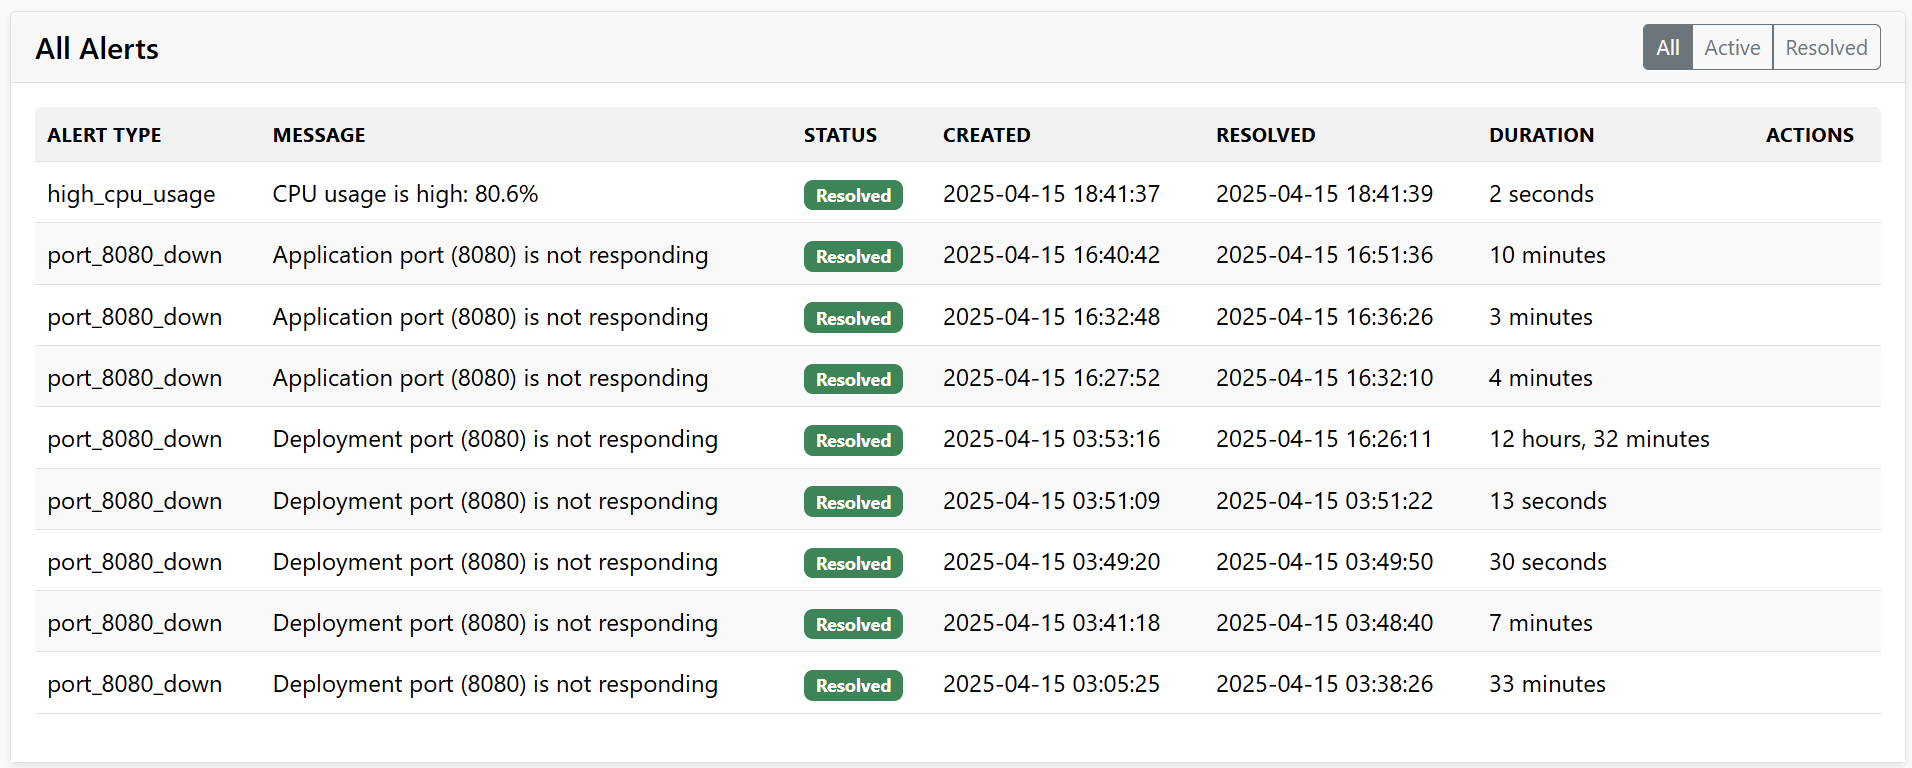 All Alerts All Active Resolved
ALERT TYPE MESSAGE STATUS CREATED RESOLVED DURATION ACTIONS
high_cpu_usage CPU usage is high: 80.6% Resolved 2025-04-15 18:41:37 2025-04-15 18:41:39 2 seconds
port_8080_down Application port (8080) is not responding Resolved 2025-04-15 16:40:42 2025-04-15 16:51:36 10 minutes
port_8080_down Application port (8080) is not responding Resolved 2025-04-15 16:32:48 2025-04-15 16:36:26 3 minutes
port_8080_down Application port (8080) is not responding Resolved 2025-04-15 16:27:52 2025-04-15 16:32:10 4 minutes
port_8080_down Deployment port (8080) is not responding Resolved 2025-04-15 03:53:16 2025-04-15 16:26:11 12 hours, 32 minutes
port_8080_down Deployment port (8080) is not responding Resolved 2025-04-15 03:51:09 2025-04-15 03:51:22 13 seconds
port_8080_down Deployment port (8080) is not responding Resolved 2025-04-15 03:49:20 2025-04-15 03:49:50 30 seconds
port_8080_down Deployment port (8080) is not responding Resolved 2025-04-15 03:41:18 2025-04-15 03:48:40 7 minutes
port_8080_down Deployment port (8080) is not responding Resolved 2025-04-15 03:05:25 2025-04-15 03:38:26 33 minutes